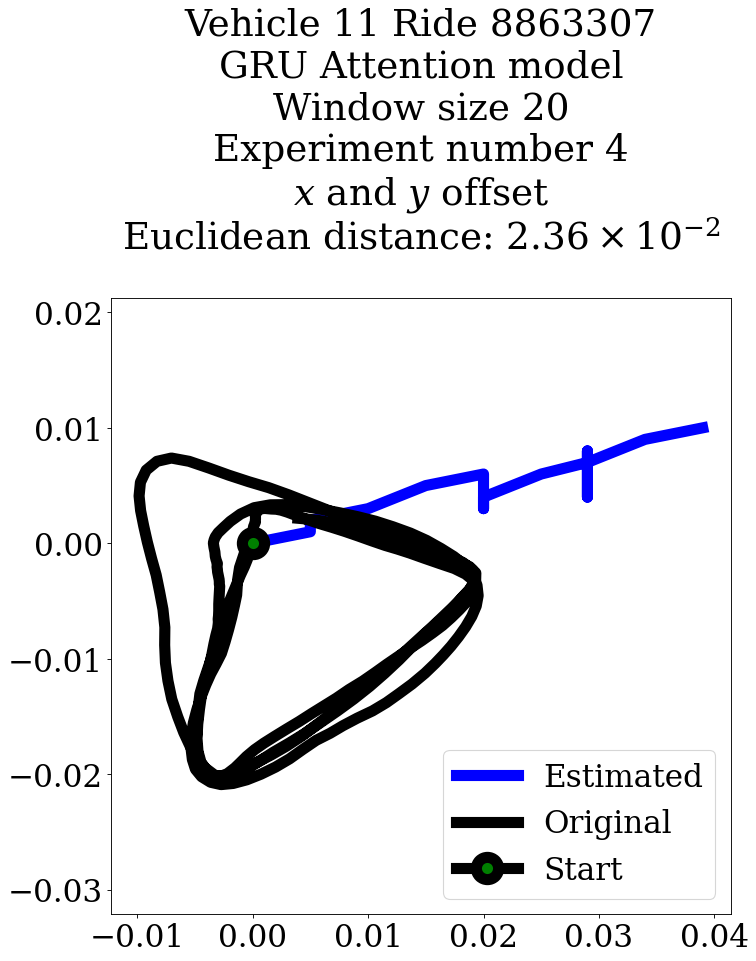 Vehicle 11 Ride 8863307
GRU Attention model
Window size 20
Experiment number 4
x and y offset
Euclidean distance: 2.36 × 10⁻²
0.02
0.01
0.00
−0.01
−0.02
−0.03
Estimated
Original
Start
−0.01 0.00 0.01 0.02 0.03 0.04